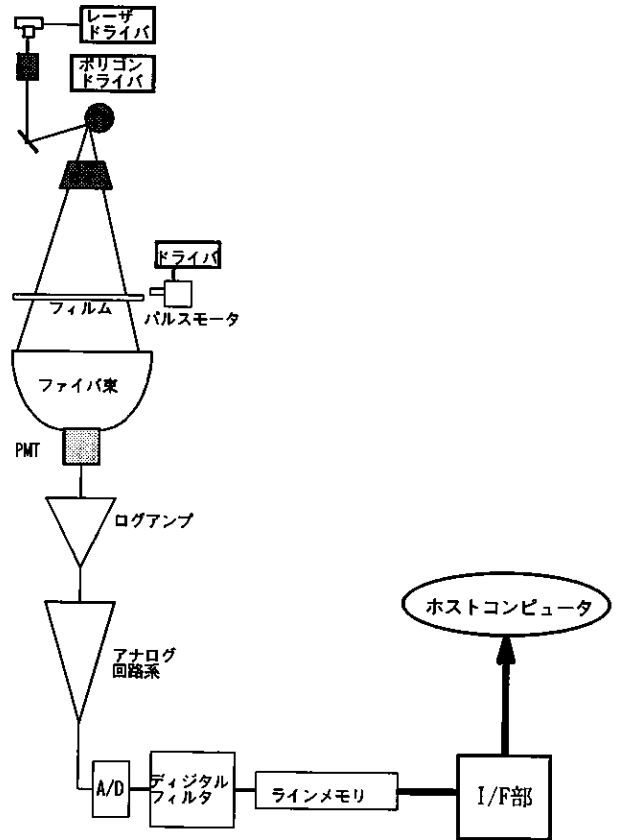 レーザ
ドライバ
ポリゴン
ドライバ
ドライバ
フィルム
パルスモータ
ファイバ束
PMT
ログアンプ
ホストコンピュータ
アナログ
回路系
A/D
ディジタル
フィルタ
ラインメモリ
I/F部